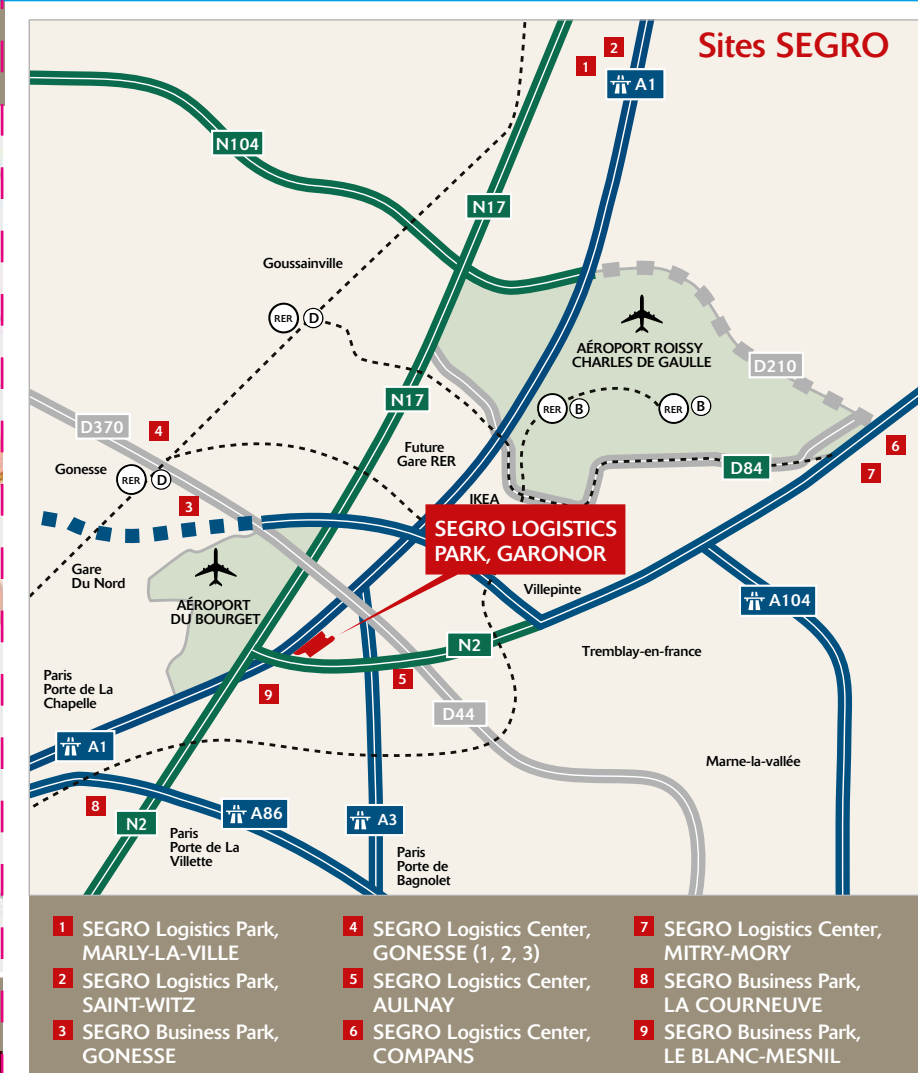 Sites SEGRO
2
1
A1
N104
N17
Goussainville
RER D
AÉROPORT ROISSY
CHARLES DE GAULLE
D210
N17
RER B
RER B
D370
4
Future
Gare RER
6
Gonesse
RER D
D84
7
IKEA
3
SEGRO LOGISTICS
PARK, GARONOR
Gare
Du Nord
Villepinte
AÉROPORT
DU BOURGET
A104
N2
Tremblay-en-france
5
9
Paris
Porte de La
Chapelle
D44
A1
Marne-la-vallée
8
N2
A86
A3
Paris
Porte de La
Villette
Paris
Porte de
Bagnolet
1 SEGRO Logistics Park,
MARLY-LA-VILLE
2 SEGRO Logistics Park,
SAINT-WITZ
3 SEGRO Business Park,
GONESSE
4 SEGRO Logistics Center,
GONESSE (1, 2, 3)
5 SEGRO Logistics Center,
AULNAY
6 SEGRO Logistics Center,
COMPANS
7 SEGRO Logistics Center,
MITRY-MORY
8 SEGRO Business Park,
LA COURNEUVE
9 SEGRO Business Park,
LE BLANC-MESNIL